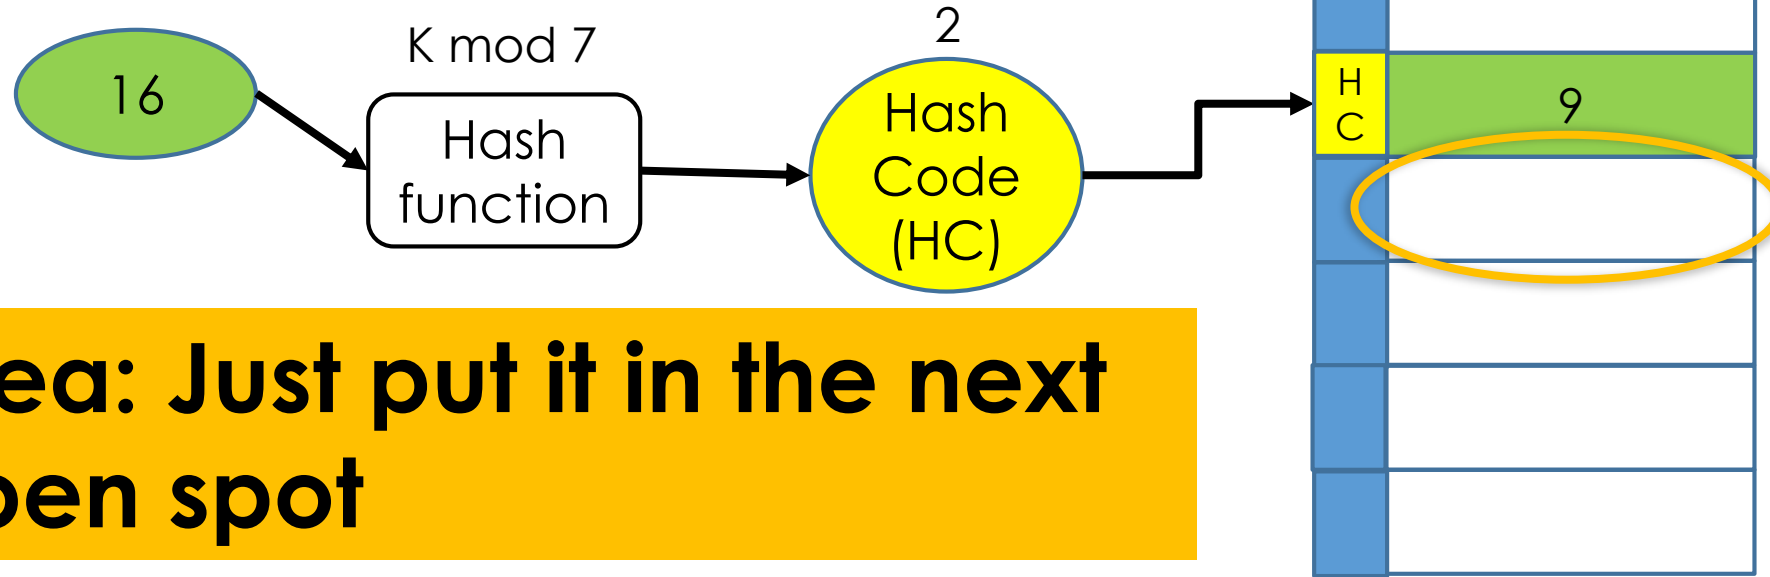 16
K mod 7
Hash
function
2
Hash
Code
(HC)
H
C
9
ea: Just put it in the next
pen spot